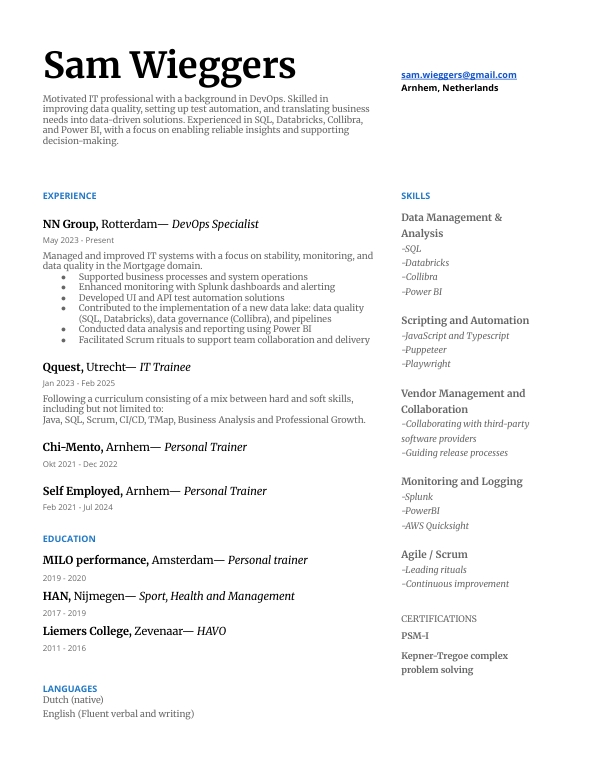 Sam Wieggers
Motivated IT professional with a background in DevOps. Skilled in
improving data quality, setting up test automation, and translating business
needs into data-driven solutions. Experienced in SQL, Databricks, Collibra,
and Power BI, with a focus on enabling reliable insights and supporting
decision-making.
sam.wieggers@gmail.com
Arnhem, Netherlands
EXPERIENCE
NN Group, Rotterdam— DevOps Specialist
May 2023 - Present
Managed and improved IT systems with a focus on stability, monitoring, and
data quality in the Mortgage domain.
● Supported business processes and system operations
● Enhanced monitoring with Splunk dashboards and alerting
● Developed UI and API test automation solutions
● Contributed to the implementation of a new data lake: data quality
(SQL, Databricks), data governance (Collibra), and pipelines
● Conducted data analysis and reporting using Power BI
● Facilitated Scrum rituals to support team collaboration and delivery
Qquest, Utrecht— IT Trainee
Jan 2023 - Feb 2025
Following a curriculum consisting of a mix between hard and soft skills,
including but not limited to:
Java, SQL, Scrum, CI/CD, TMap, Business Analysis and Professional Growth.
Chi-Mento, Arnhem— Personal Trainer
Okt 2021 - Dec 2022
Self Employed, Arnhem— Personal Trainer
Feb 2021 - Jul 2024
EDUCATION
MILO performance, Amsterdam— Personal trainer
2019 - 2020
HAN, Nijmegen— Sport, Health and Management
2017 - 2019
Liemers College, Zevenaar— HAVO
2011 - 2016
LANGUAGES
Dutch (native)
English (Fluent verbal and writing)
SKILLS
Data Management &
Analysis
-SQL
-Databricks
-Collibra
-Power BI
Scripting and Automation
-JavaScript and Typescript
-Puppeteer
-Playwright
Vendor Management and
Collaboration
-Collaborating with third-party
software providers
-Guiding release processes
Monitoring and Logging
-Splunk
-PowerBI
-AWS Quicksight
Agile / Scrum
-Leading rituals
-Continuous improvement
CERTIFICATIONS
PSM-I
Kepner-Tregoe complex
problem solving